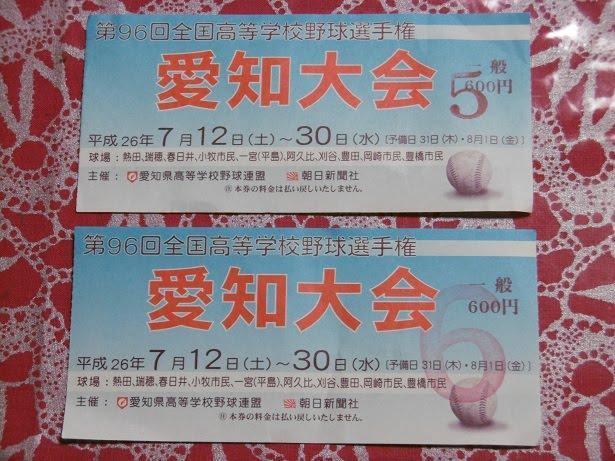 第96回全国高等学校野球選手権
愛知大会
一般
600円
5
平成26年7月12日(土)～30日(水) [予備日31日(木)・8月1日(金)]
球場：熱田、瑞穂、春日井、小牧市民、一宮(平島)、阿久比、刈谷、豊田、岡崎市民、豊橋市民
主催：愛知県高等学校野球連盟 朝日新聞社
㊟本券の料金は払い戻しいたしません。
第96回全国高等学校野球選手権
愛知大会
一般
600円
6
平成26年7月12日(土)～30日(水) [予備日31日(木)・8月1日(金)]
球場：熱田、瑞穂、春日井、小牧市民、一宮(平島)、阿久比、刈谷、豊田、岡崎市民、豊橋市民
主催：愛知県高等学校野球連盟 朝日新聞社
㊟本券の料金は払い戻しいたしません。